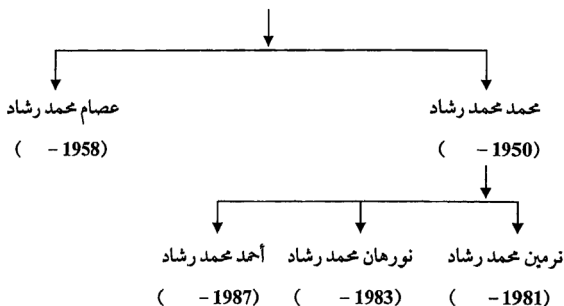 محمد محمد رشاد عصام محمد رشاد
(1950 - ) (1958 - )
نرمين محمد رشاد نورهان محمد رشاد أحمد محمد رشاد
(1981 - ) (1983 - ) (1987 - )